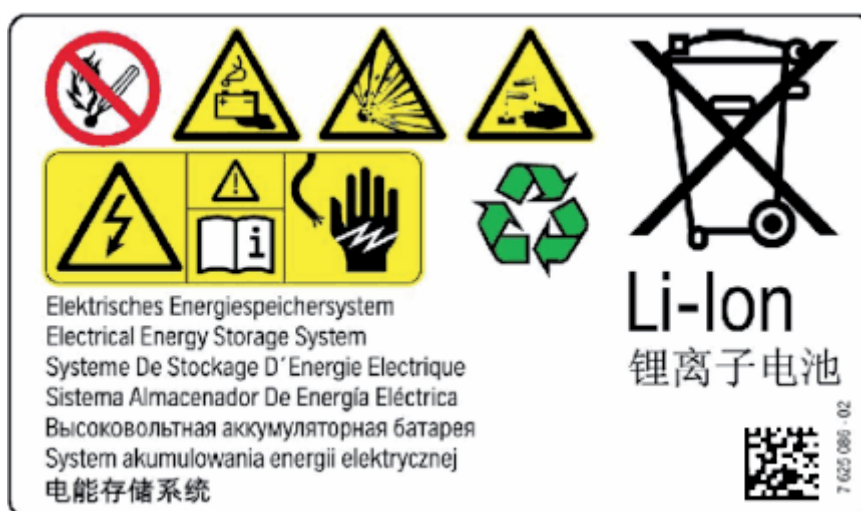 Li-Ion
锂离子电池
Elektrisches Energiespeichersystem
Electrical Energy Storage System
Systeme De Stockage D´Energie Electrique
Sistema Almacenador De Energía Eléctrica
Высоковольтная аккумуляторная батарея
System akumulowania energii elektrycznej
电能存储系统
7 625 086 - 02